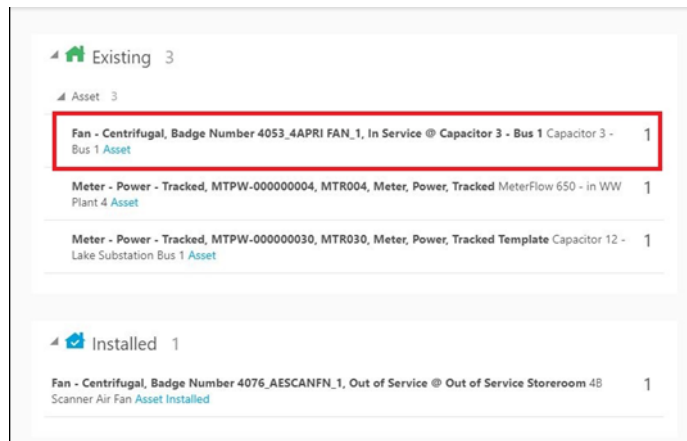 Existing 3
Asset 3
Fan - Centrifugal, Badge Number 4053_4APRI FAN_1, In Service @ Capacitor 3 - Bus 1 Capacitor 3 - 1
Bus 1 Asset
Meter - Power - Tracked, MTPW-000000004, MTR004, Meter, Power, Tracked MeterFlow 650 - in WW 1
Plant 4 Asset
Meter - Power - Tracked, MTPW-000000030, MTR030, Meter, Power, Tracked Template Capacitor 12 - 1
Lake Substation Bus 1 Asset
Installed 1
Fan - Centrifugal, Badge Number 4076_AESCANFN_1, Out of Service @ Out of Service Storeroom 4B 1
Scanner Air Fan Asset Installed